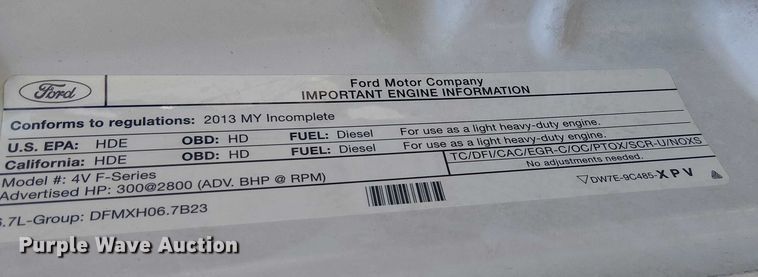 Ford
Ford Motor Company
IMPORTANT ENGINE INFORMATION
Conforms to regulations: 2013 MY Incomplete
U.S. EPA: HDE OBD: HD FUEL: Diesel For use as a light heavy-duty engine.
California: HDE OBD: HD FUEL: Diesel For use as a light heavy-duty engine.
Model #: 4V F-Series TC/DFI/CAC/EGR-C/OC/PTOX/SCR-U/NOXS
Advertised HP: 300@2800 (ADV. BHP @ RPM) No adjustments needed.
6.7L-Group: DFMXH06.7B23 DW7E-9C485-XPV
Purple Wave Auction